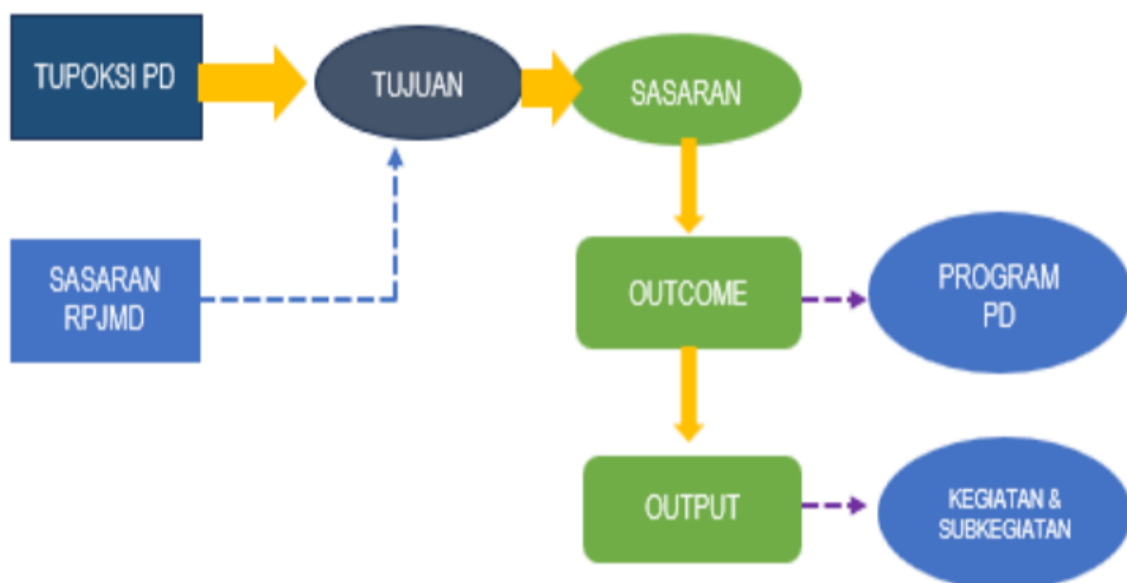 TUPOKSI PD
TUJUAN
SASARAN
SASARAN
RPJMD
OUTCOME
PROGRAM
PD
OUTPUT
KEGIATAN &
SUBKEGIATAN